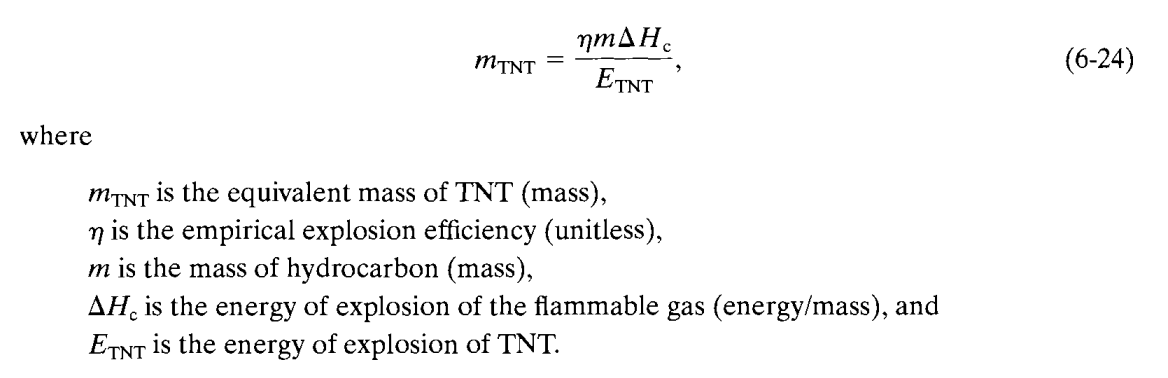 m_TNT = ηmΔH_c / E_TNT, (6-24)
where
m_TNT is the equivalent mass of TNT (mass),
η is the empirical explosion efficiency (unitless),
m is the mass of hydrocarbon (mass),
ΔH_c is the energy of explosion of the flammable gas (energy/mass), and
E_TNT is the energy of explosion of TNT.